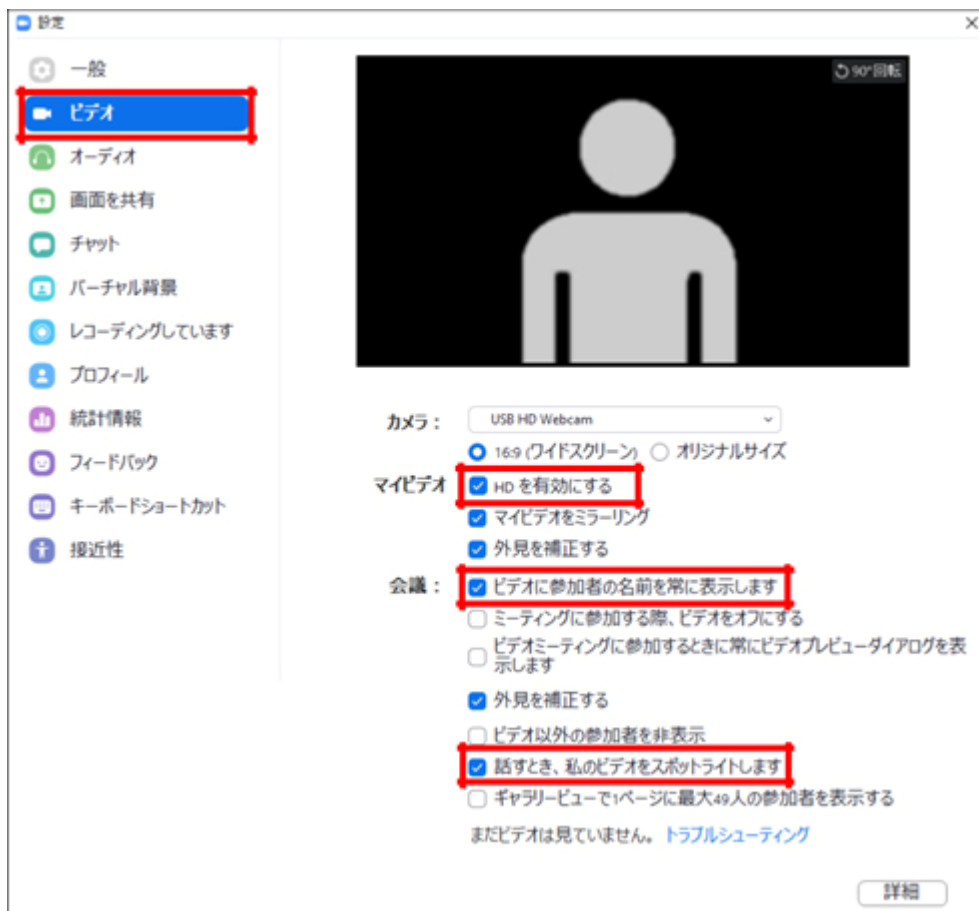 設定
一般
ビデオ
オーディオ
画面を共有
チャット
バーチャル背景
レコーディングしています
プロフィール
統計情報
フィードバック
キーボードショートカット
接近性
90°回転
カメラ：
USB HD Webcam
16:9 (ワイドスクリーン)
オリジナルサイズ
マイビデオ
HD を有効にする
マイビデオをミラーリング
外見を補正する
会議：
ビデオに参加者の名前を常に表示します
ミーティングに参加する際、ビデオをオフにする
ビデオミーティングに参加するときに常にビデオプレビューダイアログを表
示します
外見を補正する
ビデオ以外の参加者を非表示
話すとき、私のビデオをスポットライトします
ギャラリービューで1ページに最大49人の参加者を表示する
まだビデオは見ていません。 トラブルシューティング
詳細